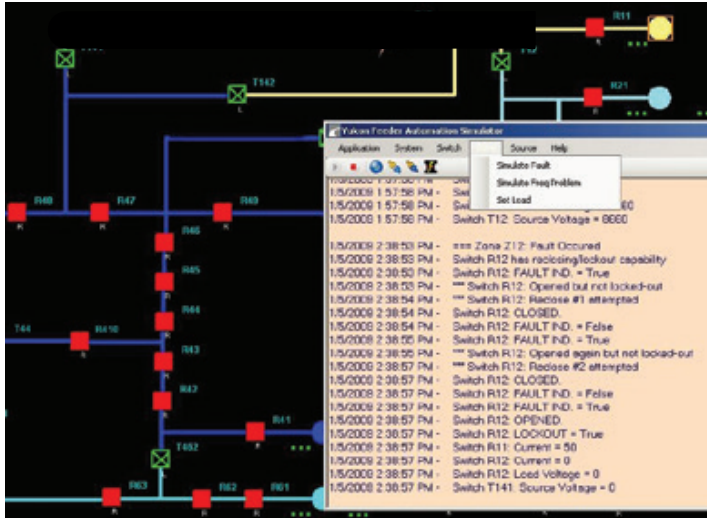 R11
T12
T142
R21
Yukon Feeder Automation Simulator
Application System Switch Source Help
Simulate Fault
Simulate Freq Problem
Set Load
1/5/2009 1:57:58 PM -
1/5/2009 1:57:58 PM -
1/5/2009 1:57:58 PM - Switch T12: Source Voltage = 8660
1/5/2009 2:38:53 PM - === Zone Z12: Fault Occured
1/5/2009 2:38:53 PM - Switch R12 has reclosing/lockout capability
1/5/2009 2:38:53 PM - Switch R12: FAULT IND. = True
1/5/2009 2:38:53 PM - *** Switch R12: Opened but not locked-out
1/5/2009 2:38:54 PM - *** Switch R12: Reclose #1 attempted
1/5/2009 2:38:54 PM - Switch R12: CLOSED.
1/5/2009 2:38:54 PM - Switch R12: FAULT IND. = False
1/5/2009 2:38:55 PM - Switch R12: FAULT IND. = True
1/5/2009 2:38:55 PM - *** Switch R12: Opened again but not locked-out
1/5/2009 2:38:57 PM - *** Switch R12: Reclose #2 attempted
1/5/2009 2:38:57 PM - Switch R12: CLOSED.
1/5/2009 2:38:57 PM - Switch R12: FAULT IND. = False
1/5/2009 2:38:57 PM - Switch R12: FAULT IND. = True
1/5/2009 2:38:57 PM - Switch R12: OPENED
1/5/2009 2:38:57 PM - Switch R12: LOCKOUT = True
1/5/2009 2:38:57 PM - Switch R11: Current = 50
1/5/2009 2:38:57 PM - Switch R12: Current = 0
1/5/2009 2:38:57 PM - Switch R12: Load Voltage = 0
1/5/2009 2:38:57 PM - Switch T141: Source Voltage = 0
R48 R47 R49
R46
R45
R44
T44 R410
R43
R42
R41
T462
R63 R62 R61